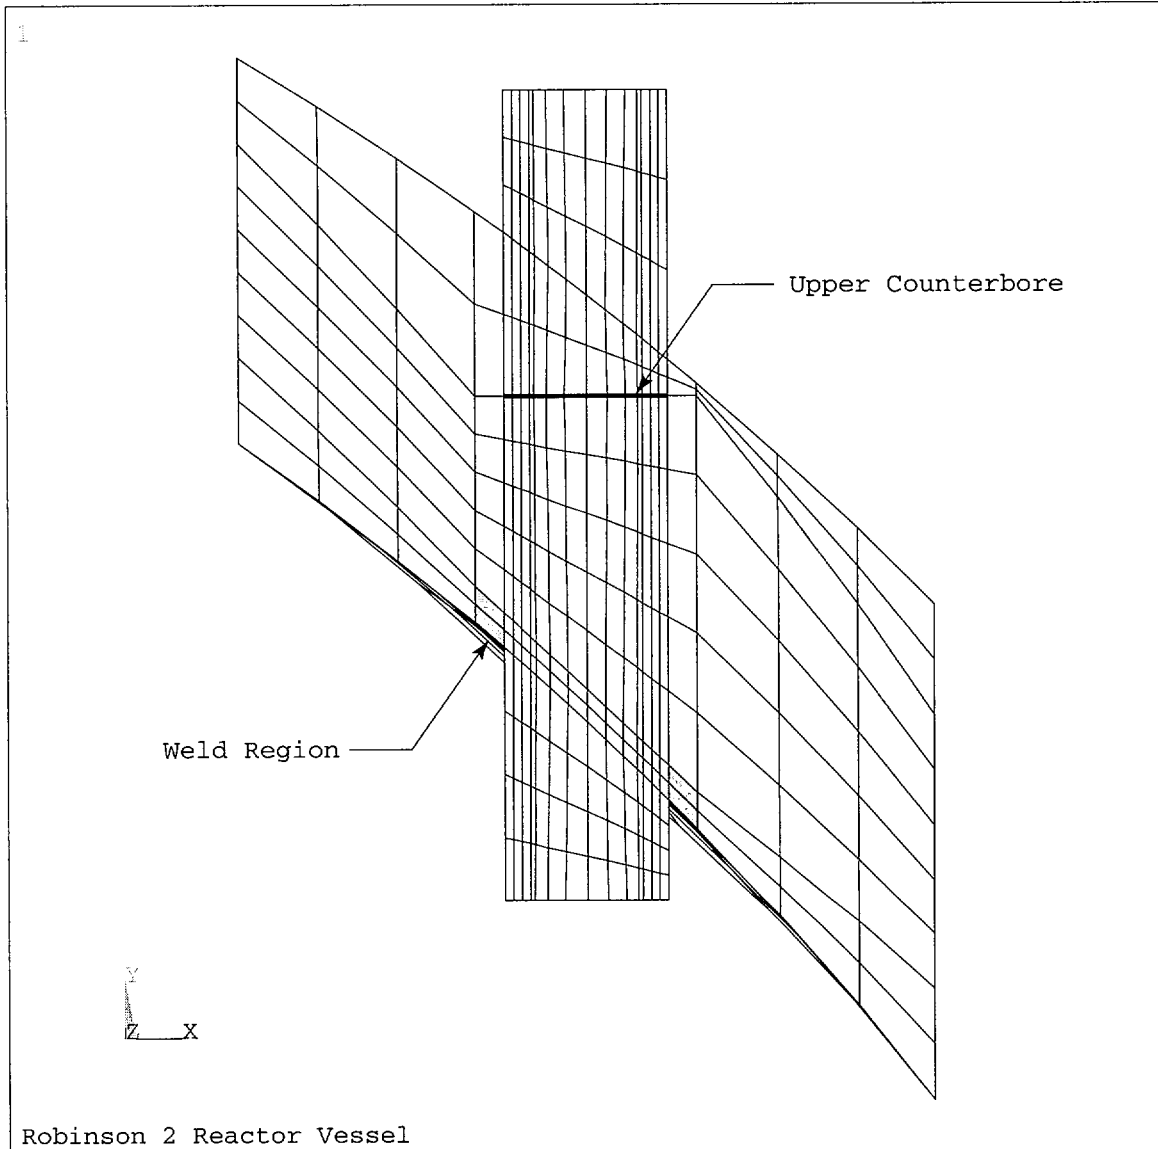 1
Upper Counterbore
Weld Region
Y
Z X
Robinson 2 Reactor Vessel